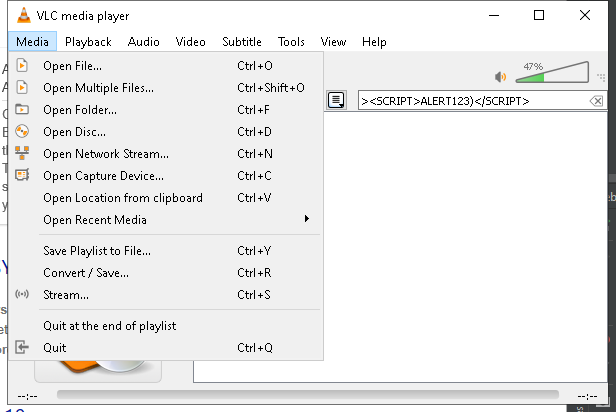 VLC media player
Media Playback Audio Video Subtitle Tools View Help
Open File... Ctrl+O
Open Multiple Files... Ctrl+Shift+O
Open Folder... Ctrl+F
Open Disc... Ctrl+D
Open Network Stream... Ctrl+N
Open Capture Device... Ctrl+C
Open Location from clipboard Ctrl+V
Open Recent Media
Save Playlist to File... Ctrl+Y
Convert / Save... Ctrl+R
Stream... Ctrl+S
Quit at the end of playlist
Quit Ctrl+Q
47%
><SCRIPT>ALERT123)</SCRIPT>
--:-- --:--